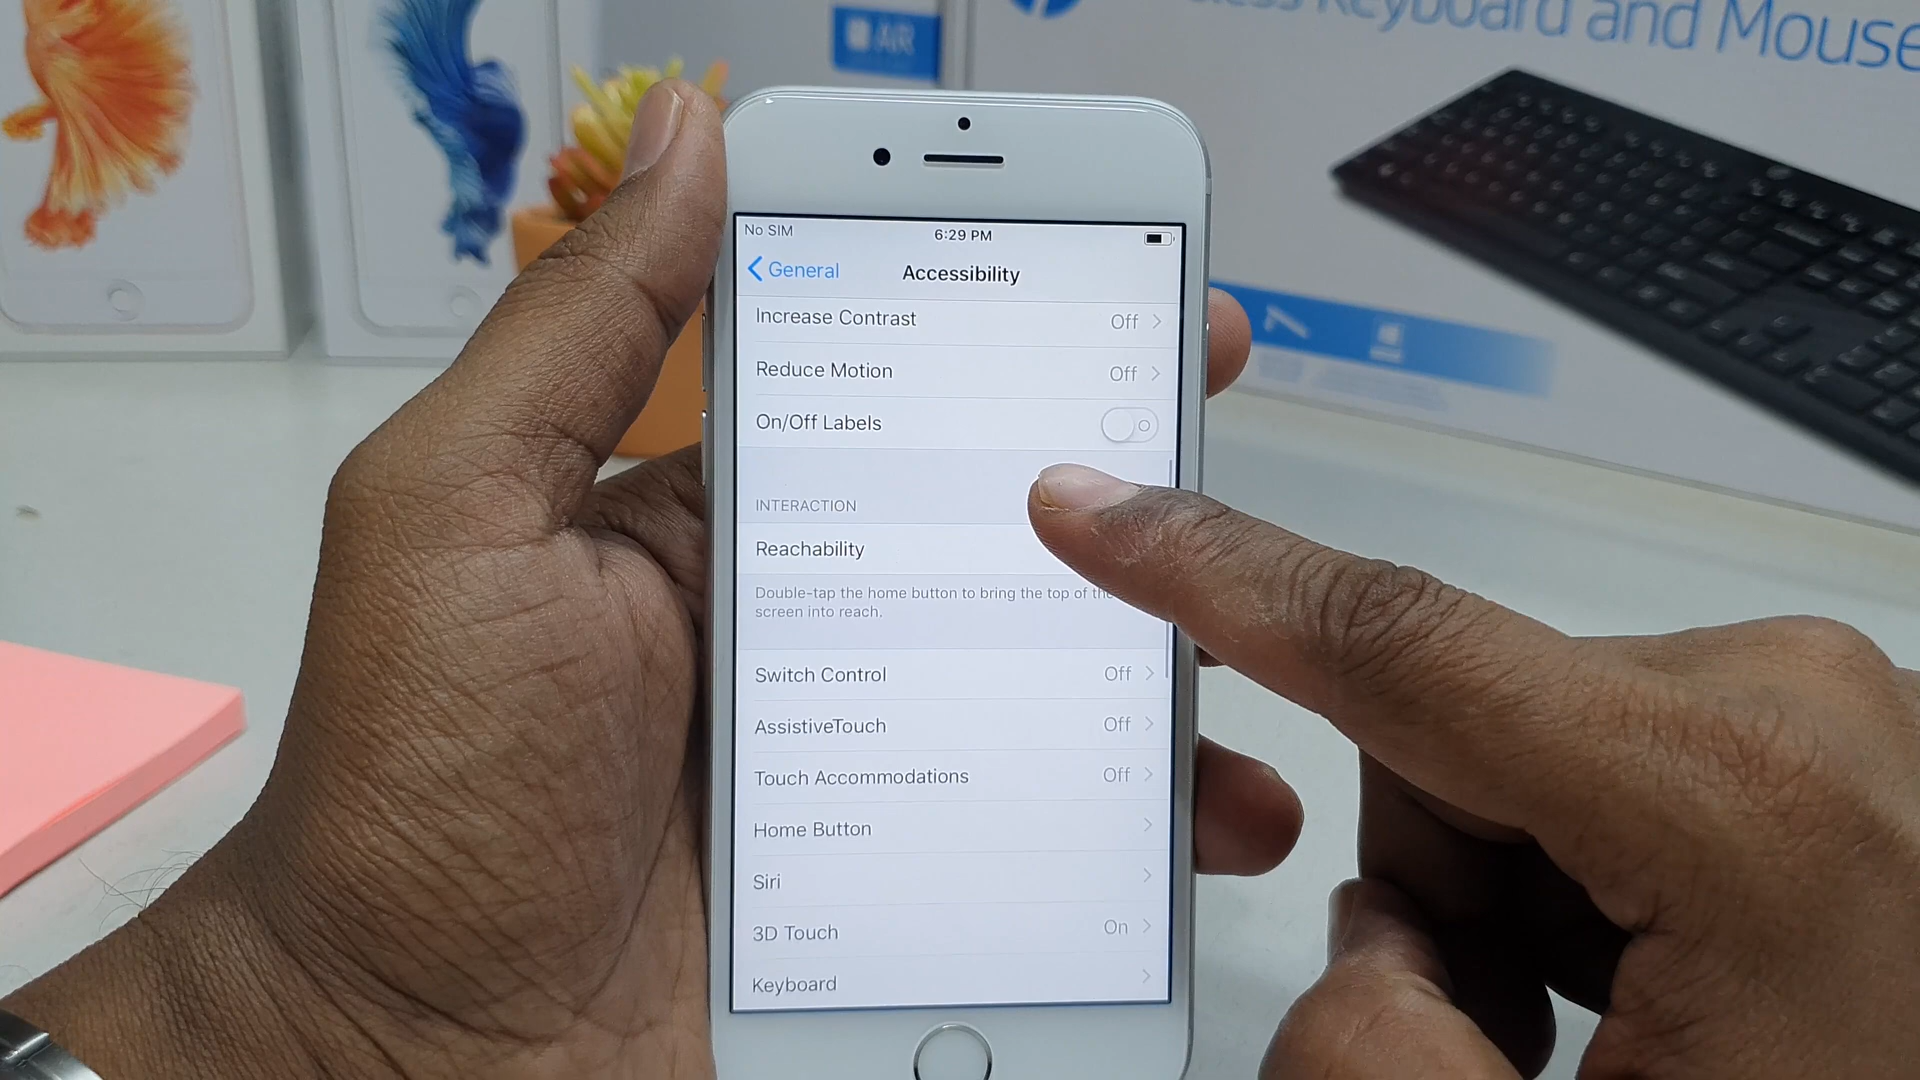 AR
Keyboard and Mouse
7
No SIM
6:29 PM
General
Accessibility
Increase Contrast
Off
Reduce Motion
Off
On/Off Labels
INTERACTION
Reachability
Double-tap the home button to bring the top of
screen into reach.
Switch Control
Off
AssistiveTouch
Off
Touch Accommodations
Off
Home Button
Siri
3D Touch
On
Keyboard